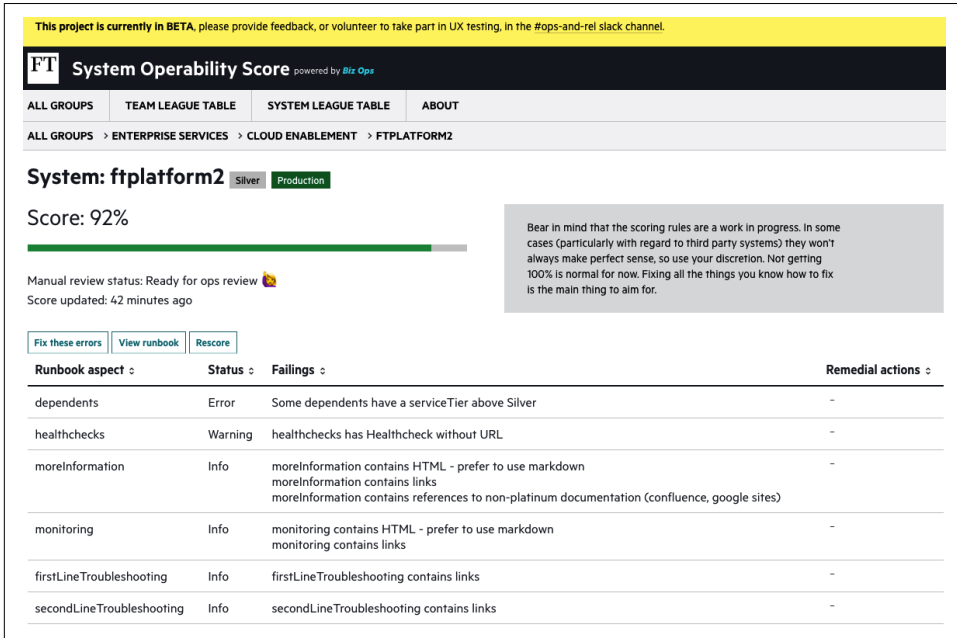 This project is currently in BETA, please provide feedback, or volunteer to take part in UX testing, in the #ops-and-rel slack channel.
FT System Operability Score powered by Biz Ops
ALL GROUPS TEAM LEAGUE TABLE SYSTEM LEAGUE TABLE ABOUT
ALL GROUPS > ENTERPRISE SERVICES > CLOUD ENABLEMENT > FTPLATFORM2
System: ftplatform2 Silver Production
Score: 92%
Manual review status: Ready for ops review 🙋
Score updated: 42 minutes ago
Bear in mind that the scoring rules are a work in progress. In some
cases (particularly with regard to third party systems) they won't
always make perfect sense, so use your discretion. Not getting
100% is normal for now. Fixing all the things you know how to fix
is the main thing to aim for.
Fix these errors View runbook Rescore
Runbook aspect Status Failings Remedial actions
dependents Error Some dependents have a serviceTier above Silver -
healthchecks Warning healthchecks has Healthcheck without URL -
moreInformation Info moreInformation contains HTML - prefer to use markdown -
moreInformation contains links
moreInformation contains references to non-platinum documentation (confluence, google sites)
monitoring Info monitoring contains HTML - prefer to use markdown -
monitoring contains links
firstLineTroubleshooting Info firstLineTroubleshooting contains links -
secondLineTroubleshooting Info secondLineTroubleshooting contains links -